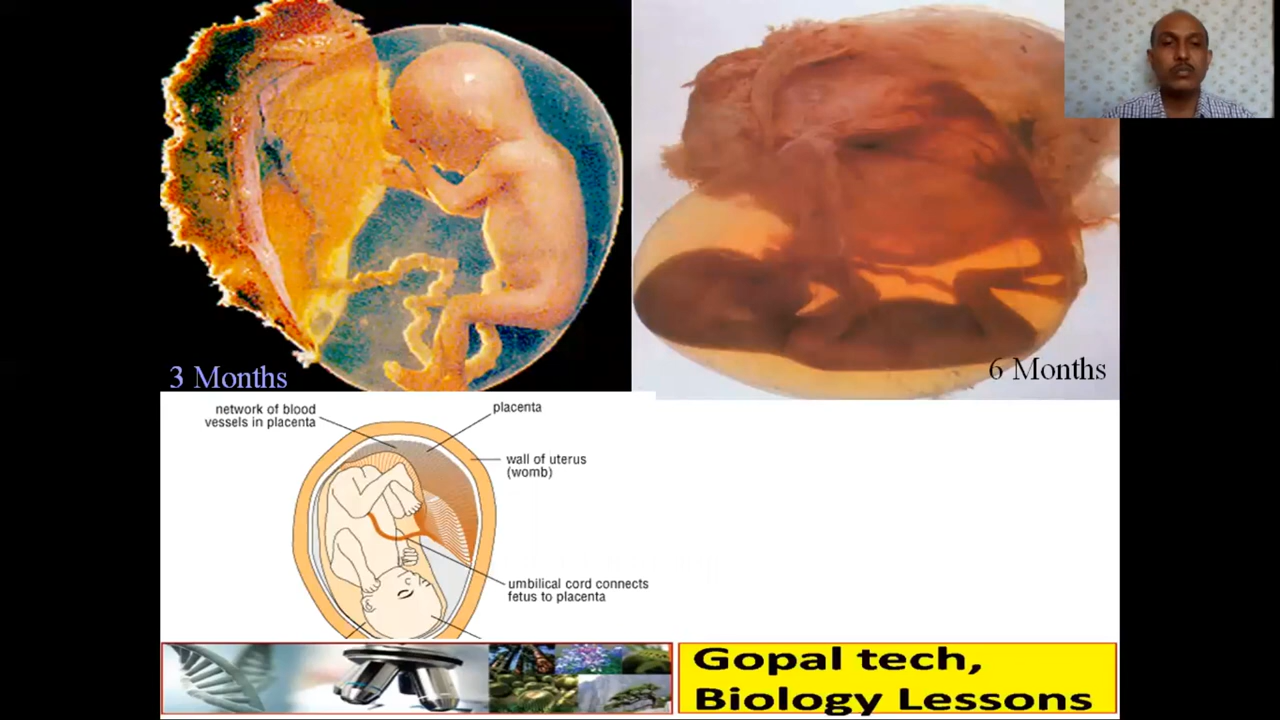 3 Months
6 Months
network of blood
vessels in placenta
placenta
wall of uterus
(womb)
umbilical cord connects
fetus to placenta
Gopal tech,
Biology Lessons